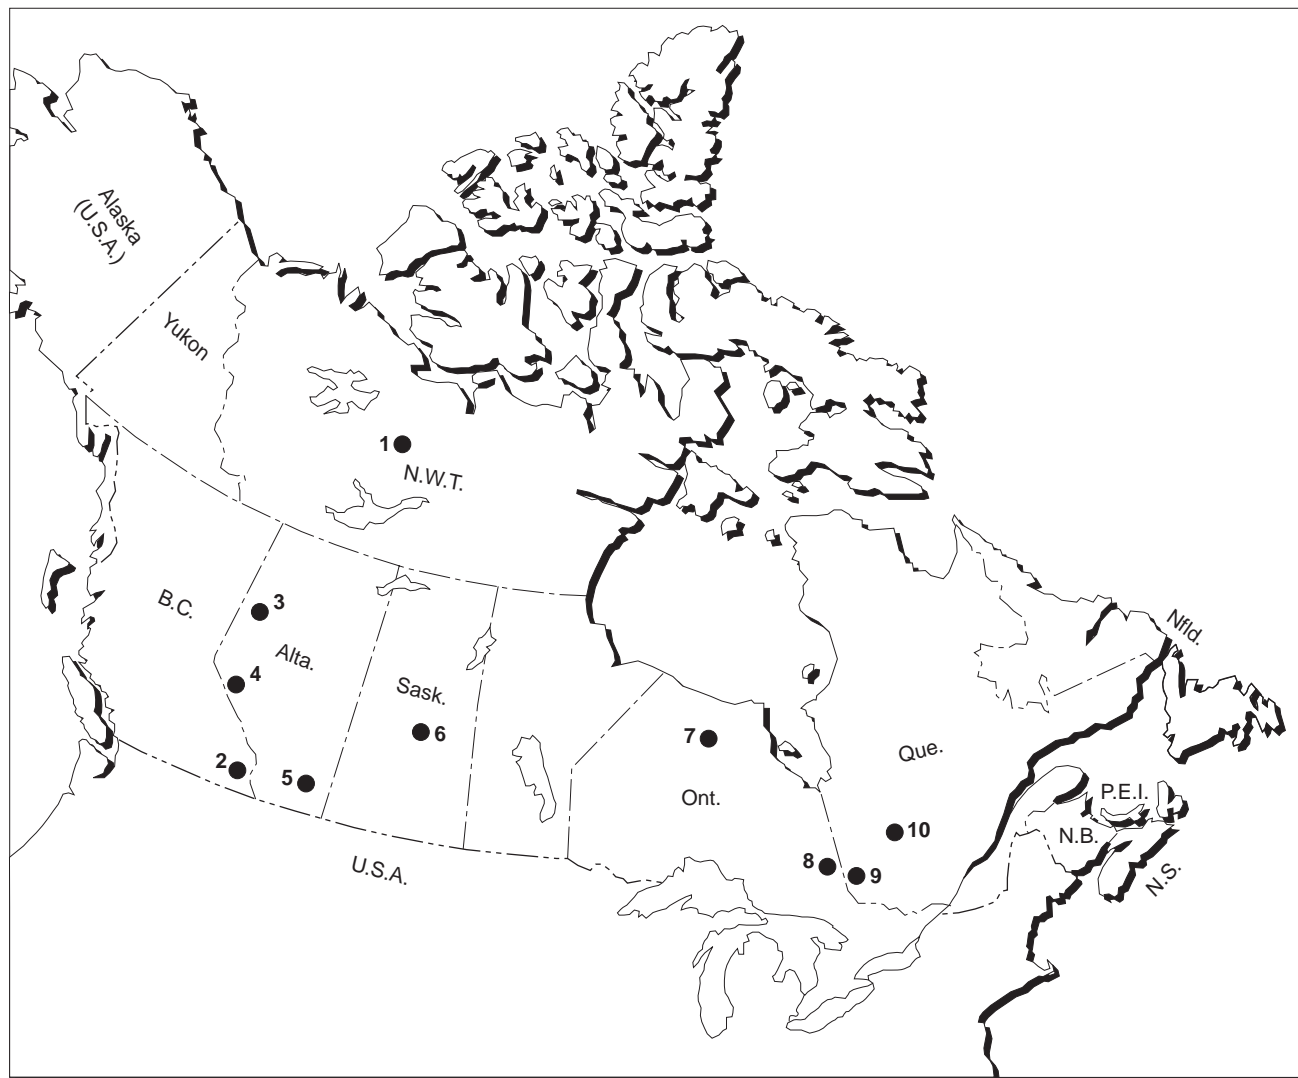 Alaska
(U.S.A.)
Yukon
1
N.W.T.
B.C.
3
Alta.
4
Sask.
6
2
5
U.S.A.
7
Ont.
Que.
10
8
9
Nfld.
P.E.I.
N.B.
N.S.